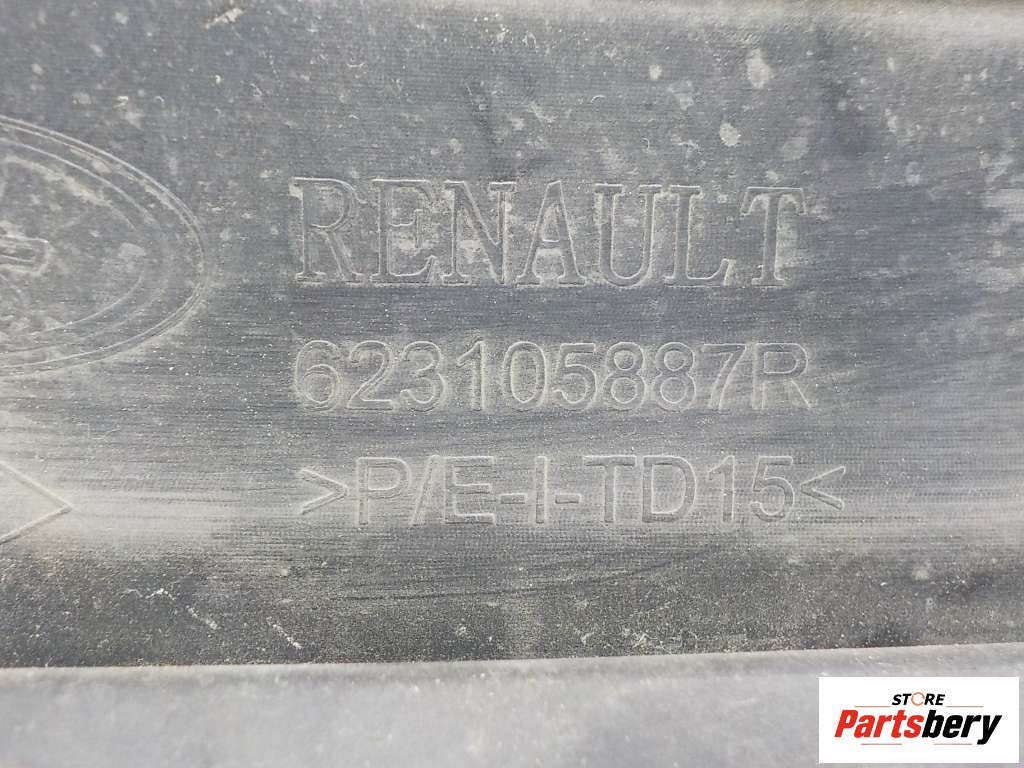 RENAULT
623105887R
>P/E-I-TD15<
STORE
Partsbery